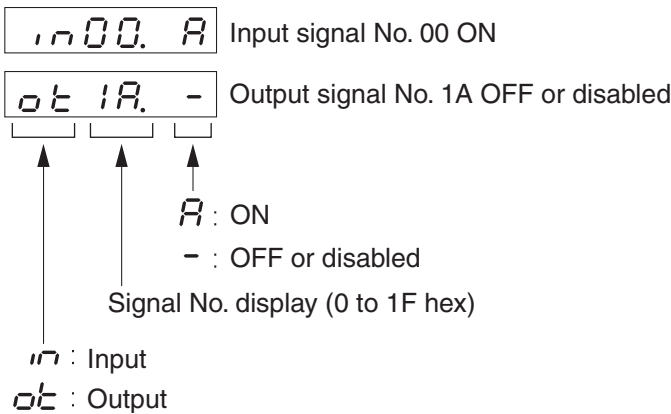 in00. A Input signal No. 00 ON
ot 1A. - Output signal No. 1A OFF or disabled
A : ON
- : OFF or disabled
Signal No. display (0 to 1F hex)
in : Input
ot : Output